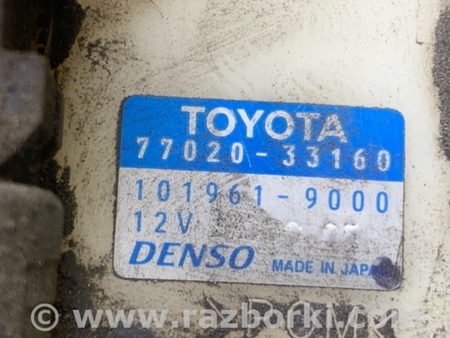 TOYOTA
77020-33160
101961-9000
12V
DENSO MADE IN JAPAN
© www.razborki.com